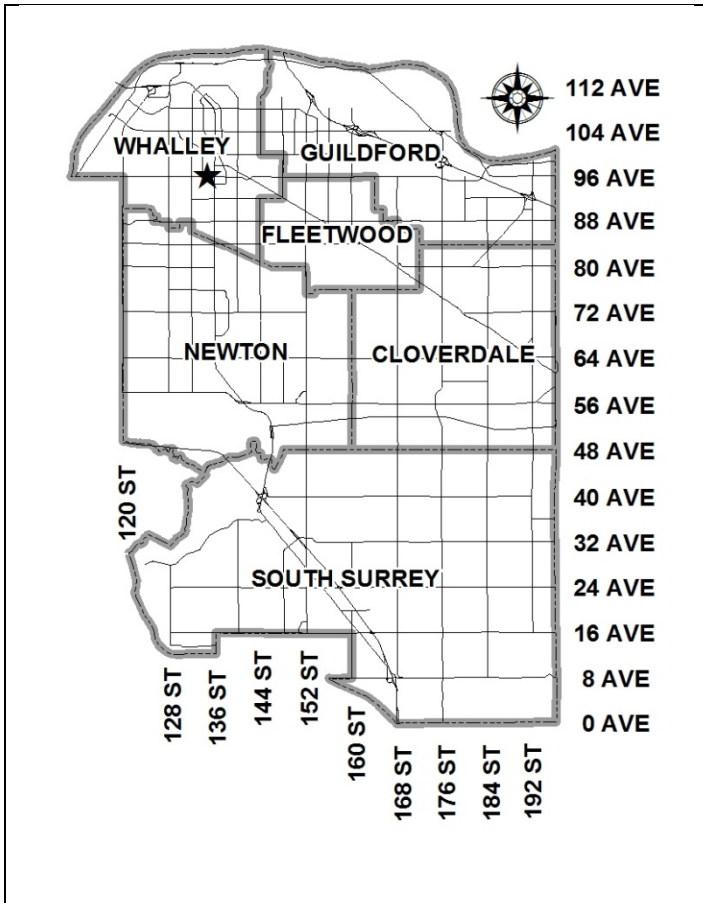 112 AVE
104 AVE
WHALLEY
GUILDFORD
96 AVE
88 AVE
FLEETWOOD
80 AVE
72 AVE
NEWTON
CLOVERDALE
64 AVE
56 AVE
48 AVE
120 ST
40 AVE
32 AVE
SOUTH SURREY
24 AVE
16 AVE
8 AVE
0 AVE
128 ST
136 ST
144 ST
152 ST
160 ST
168 ST
176 ST
184 ST
192 ST